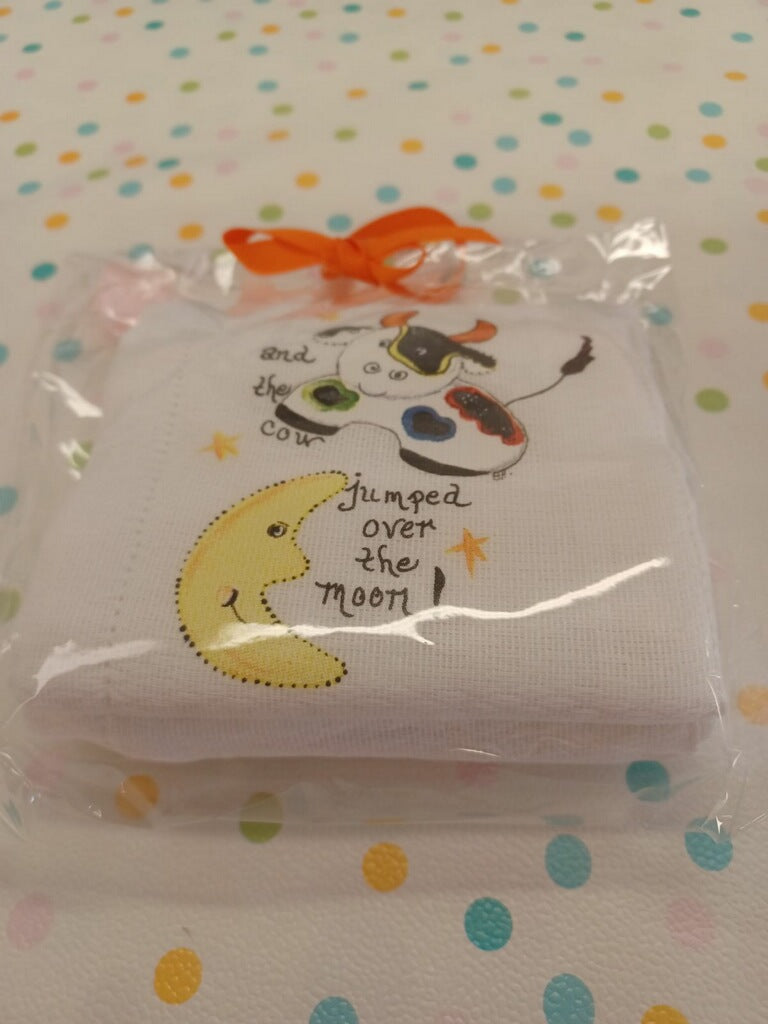 and
the
cow
jumped
over
the
moon!